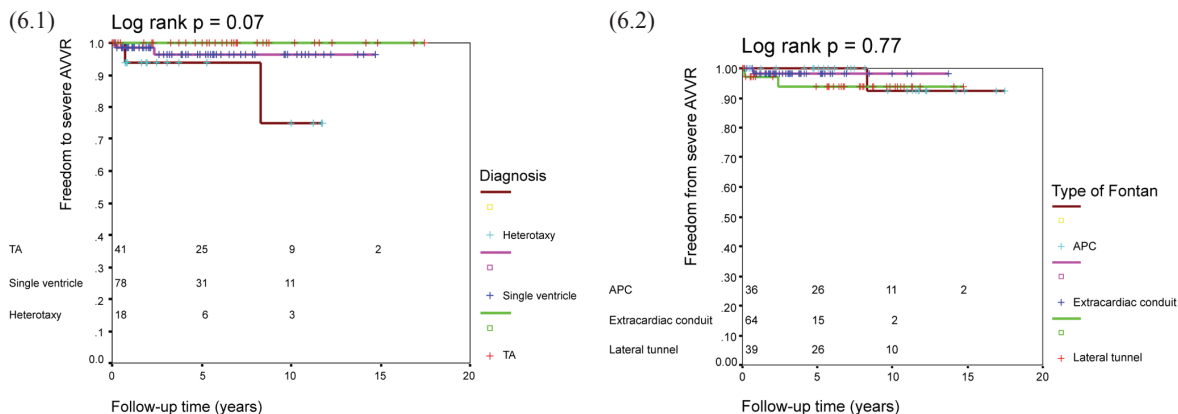 (6.1)
Log rank p = 0.07
Freedom to severe AVVR
1.0
.9
.8
.7
.6
.5
.4
.3
.2
.1
0.0
TA 41 25 9 2
Single ventricle 78 31 11
Heterotaxy 18 6 3
0 5 10 15 20
Follow-up time (years)
Diagnosis
Heterotaxy
Single ventricle
TA
(6.2)
Log rank p = 0.77
Freedom from severe AVVR
1.00
.90
.80
.70
.60
.50
.40
.30
.20
.10
0.00
APC 36 26 11 2
Extracardiac conduit 64 15 2
Lateral tunnel 39 26 10
0 5 10 15 20
Follow-up time (years)
Type of Fontan
APC
Extracardiac conduit
Lateral tunnel